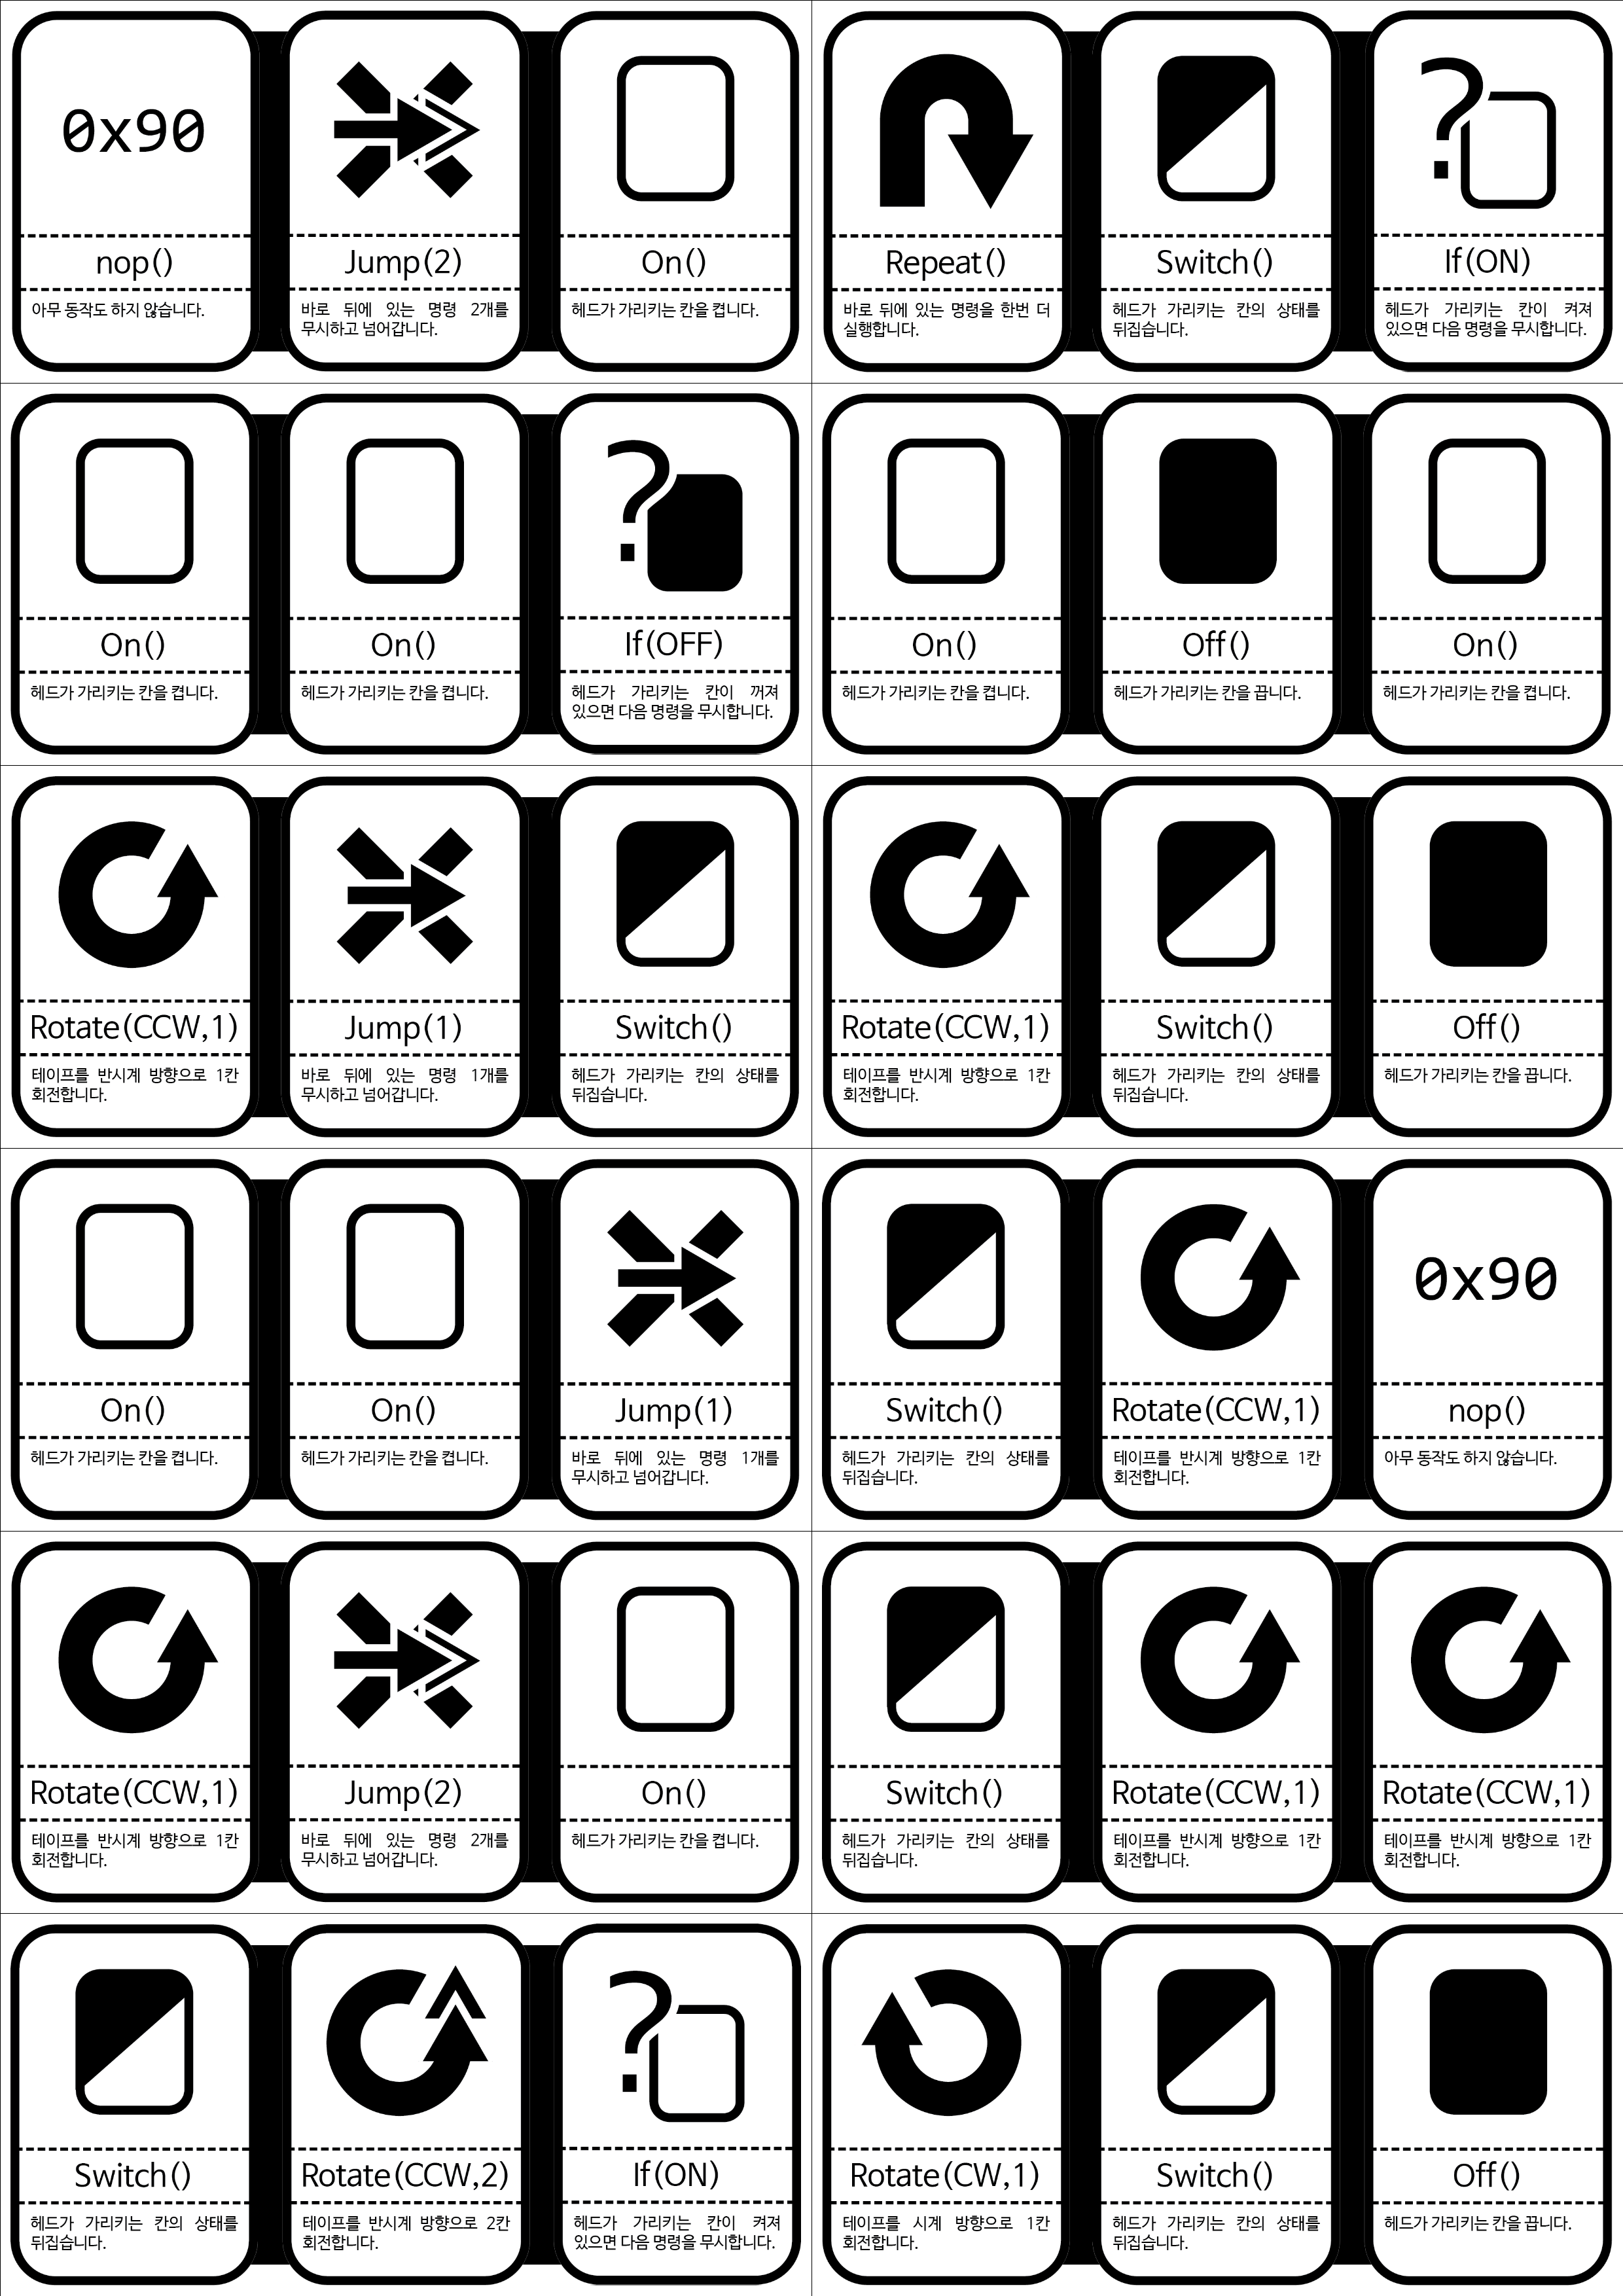 0x90
nop()
아무 동작도 하지 않습니다.
Jump(2)
바로 뒤에 있는 명령 2개를
무시하고 넘어갑니다.
On()
헤드가 가리키는 칸을 켭니다.
Repeat()
바로 뒤에 있는 명령을 한번 더
실행합니다.
Switch()
헤드가 가리키는 칸의 상태를
뒤집습니다.
?
If(ON)
헤드가 가리키는 칸이 켜져
있으면 다음 명령을 무시합니다.
On()
헤드가 가리키는 칸을 켭니다.
On()
헤드가 가리키는 칸을 켭니다.
?
If(OFF)
헤드가 가리키는 칸이 꺼져
있으면 다음 명령을 무시합니다.
On()
헤드가 가리키는 칸을 켭니다.
Off()
헤드가 가리키는 칸을 끕니다.
On()
헤드가 가리키는 칸을 켭니다.
Rotate(CCW,1)
테이프를 반시계 방향으로 1칸
회전합니다.
Jump(1)
바로 뒤에 있는 명령 1개를
무시하고 넘어갑니다.
Switch()
헤드가 가리키는 칸의 상태를
뒤집습니다.
Rotate(CCW,1)
테이프를 반시계 방향으로 1칸
회전합니다.
Switch()
헤드가 가리키는 칸의 상태를
뒤집습니다.
Off()
헤드가 가리키는 칸을 끕니다.
On()
헤드가 가리키는 칸을 켭니다.
On()
헤드가 가리키는 칸을 켭니다.
Jump(1)
바로 뒤에 있는 명령 1개를
무시하고 넘어갑니다.
Switch()
헤드가 가리키는 칸의 상태를
뒤집습니다.
Rotate(CCW,1)
테이프를 반시계 방향으로 1칸
회전합니다.
0x90
nop()
아무 동작도 하지 않습니다.
Rotate(CCW,1)
테이프를 반시계 방향으로 1칸
회전합니다.
Jump(2)
바로 뒤에 있는 명령 2개를
무시하고 넘어갑니다.
On()
헤드가 가리키는 칸을 켭니다.
Switch()
헤드가 가리키는 칸의 상태를
뒤집습니다.
Rotate(CCW,1)
테이프를 반시계 방향으로 1칸
회전합니다.
Rotate(CCW,1)
테이프를 반시계 방향으로 1칸
회전합니다.
Switch()
헤드가 가리키는 칸의 상태를
뒤집습니다.
Rotate(CCW,2)
테이프를 반시계 방향으로 2칸
회전합니다.
?
If(ON)
헤드가 가리키는 칸이 켜져
있으면 다음 명령을 무시합니다.
Rotate(CW,1)
테이프를 시계 방향으로 1칸
회전합니다.
Switch()
헤드가 가리키는 칸의 상태를
뒤집습니다.
Off()
헤드가 가리키는 칸을 끕니다.